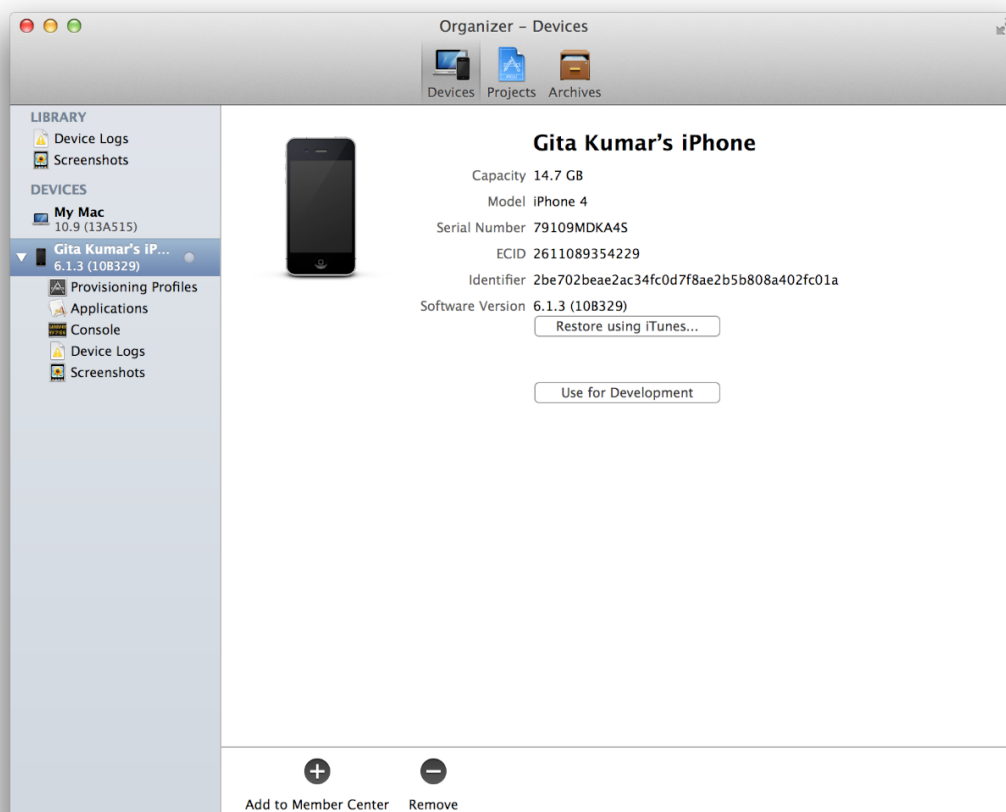 Organizer – Devices
Devices
Projects
Archives
LIBRARY
Device Logs
Screenshots
DEVICES
My Mac
10.9 (13A515)
Gita Kumar's iP...
6.1.3 (10B329)
Provisioning Profiles
Applications
Console
Device Logs
Screenshots
Gita Kumar's iPhone
Capacity 14.7 GB
Model iPhone 4
Serial Number 79109MDKA4S
ECID 2611089354229
Identifier 2be702beae2ac34fc0d7f8ae2b5b808a402fc01a
Software Version 6.1.3 (10B329)
Restore using iTunes...
Use for Development
Add to Member Center
Remove